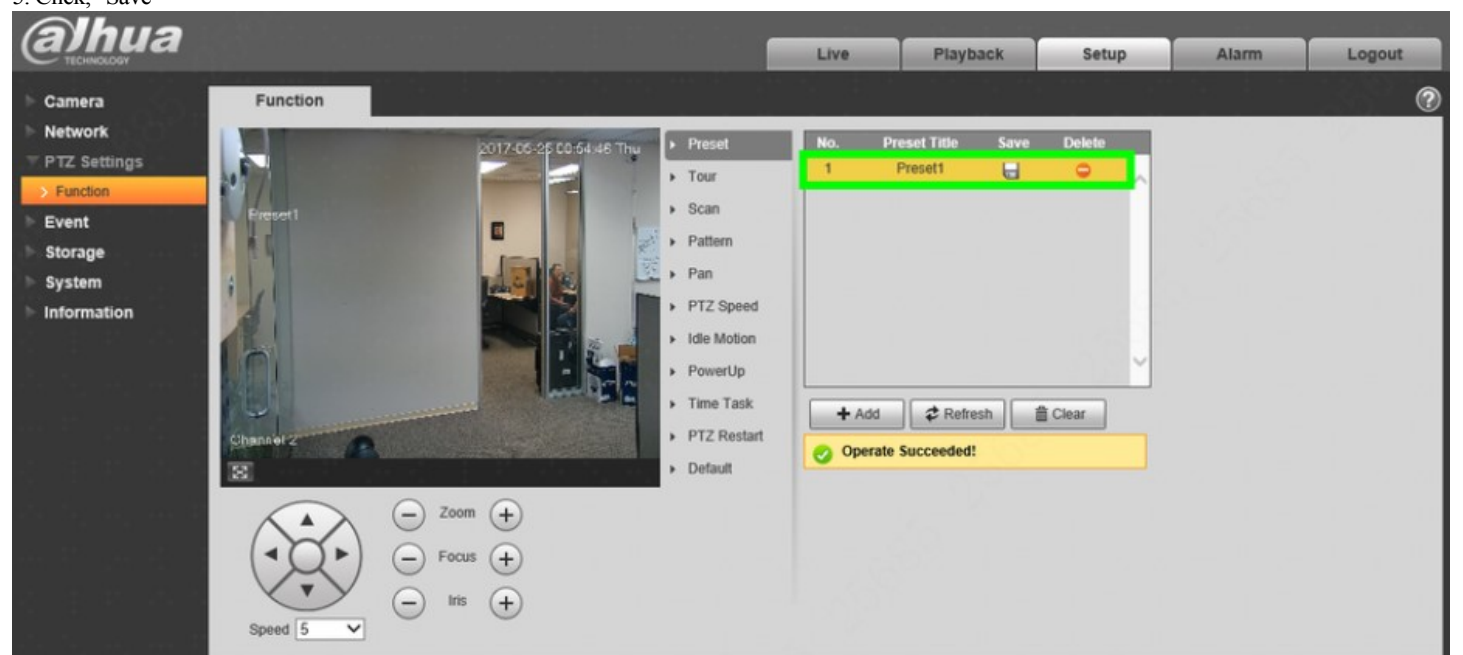 5. Click, "Save"
alhua
TECHNOLOGY
Live Playback Setup Alarm Logout
Camera
Network
PTZ Settings
Function
Event
Storage
System
Information
Function
2017-05-25 00:54:46 Thu
Preset1
Channel 2
Preset
Tour
Scan
Pattern
Pan
PTZ Speed
Idle Motion
PowerUp
Time Task
PTZ Restart
Default
No. Preset Title Save Delete
1 Preset1
Add Refresh Clear
Operate Succeeded!
Zoom
Focus
Iris
Speed 5